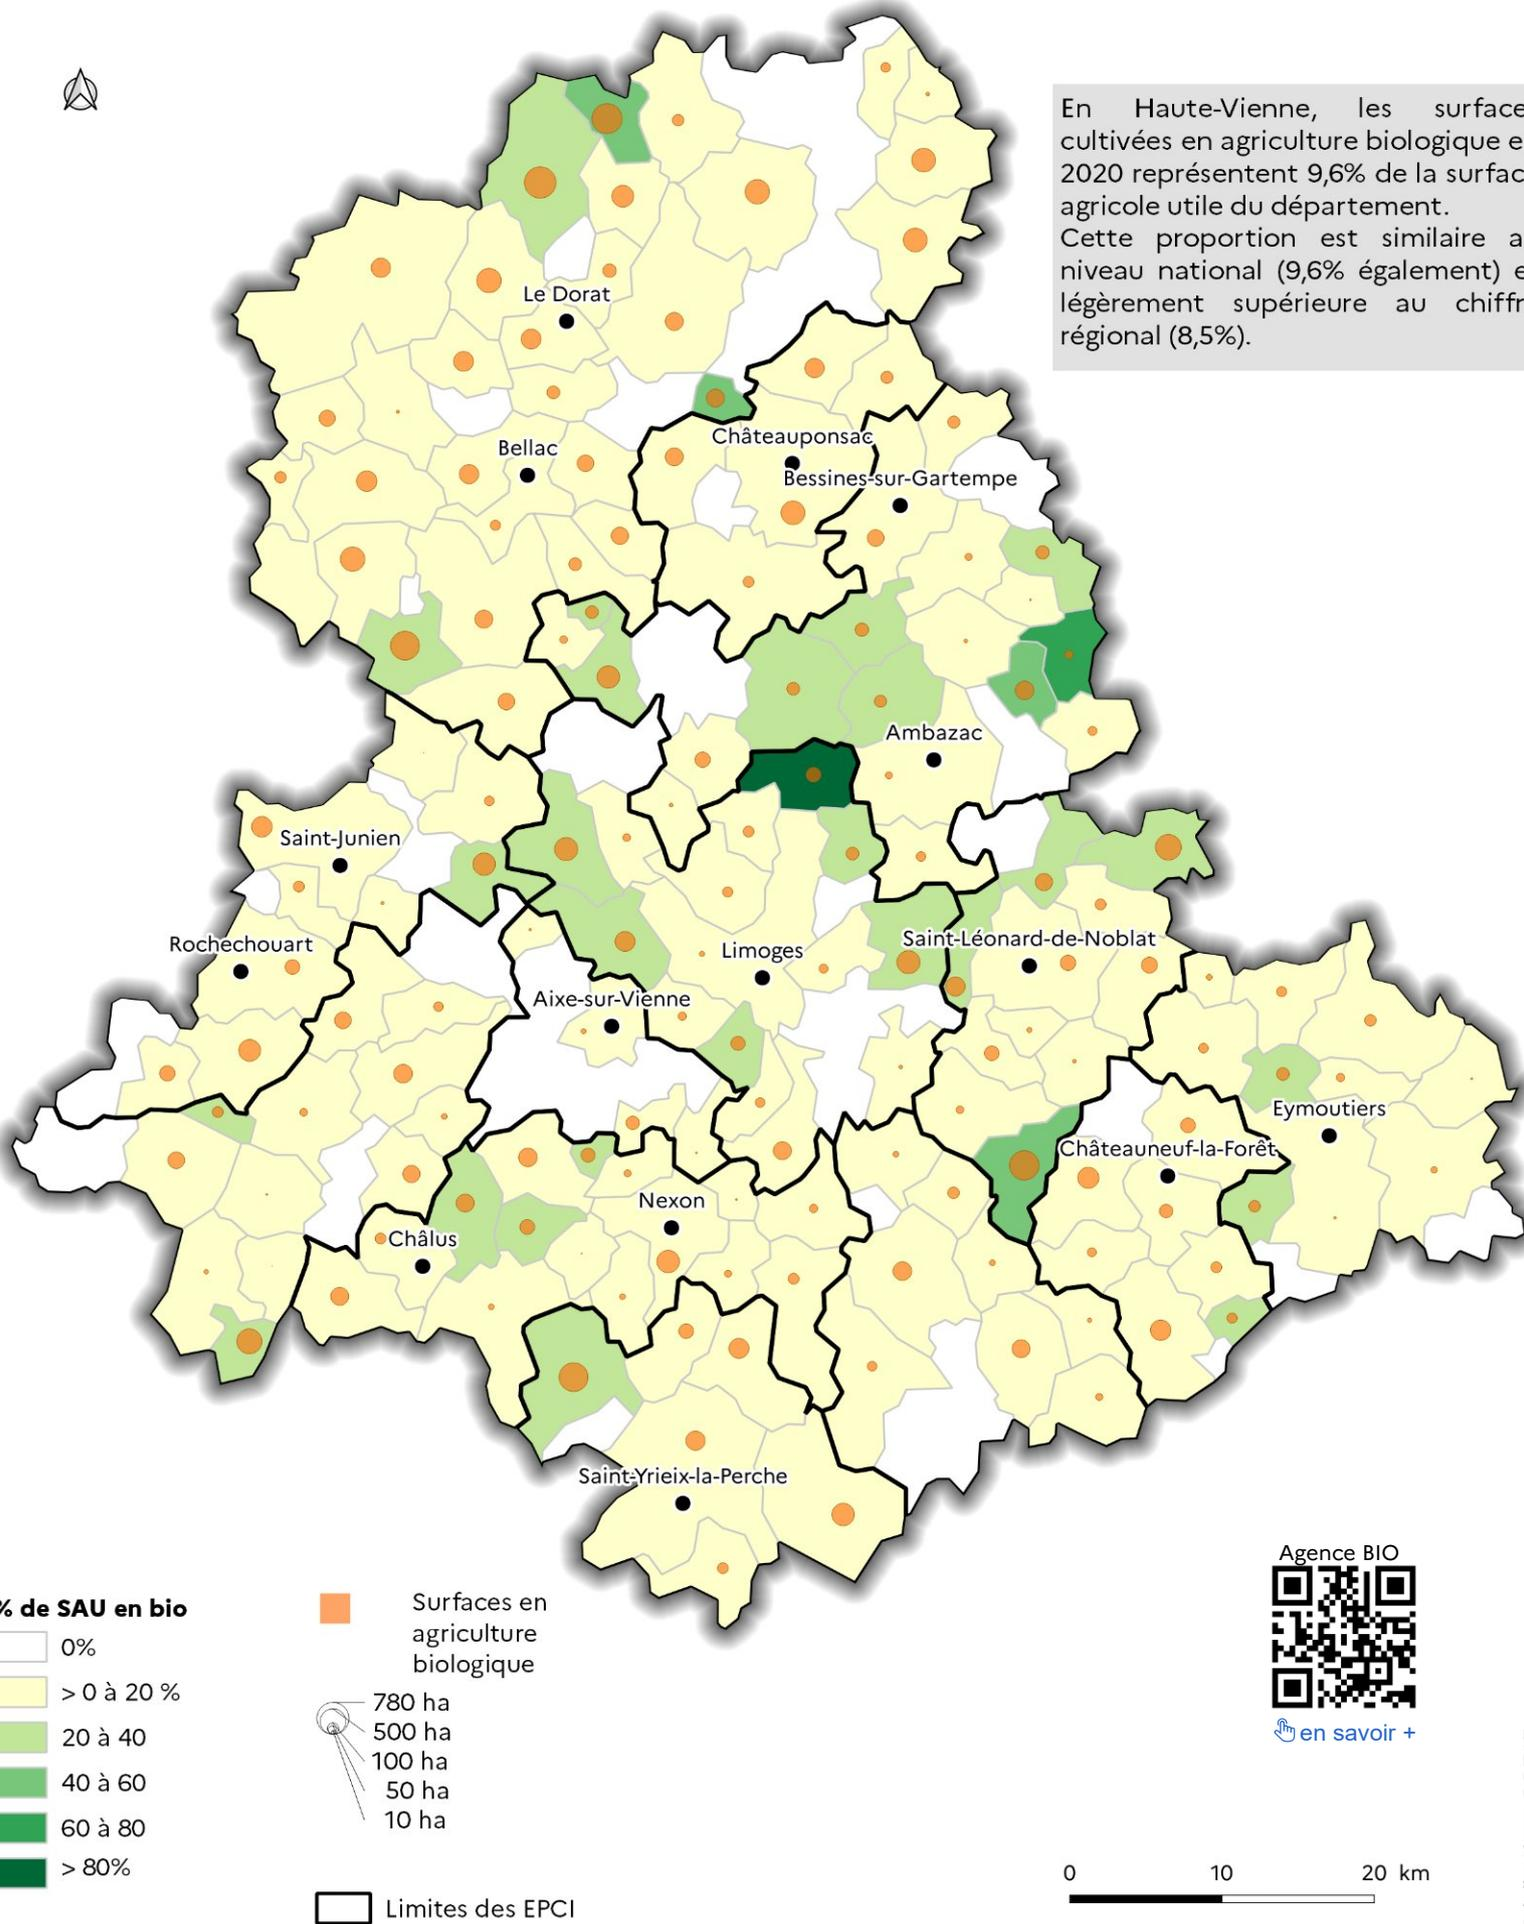 En Haute-Vienne, les surface
cultivées en agriculture biologique e
2020 représentent 9,6% de la surfac
agricole utile du département.
Cette proportion est similaire a
niveau national (9,6% également) e
légèrement supérieure au chiffr
régional (8,5%).
Le Dorat
Châteauponsac
Bellac
Bessines-sur-Gartempe
Ambazac
Saint-Junien
Saint-Léonard-de-Noblat
Rochechouart
Limoges
Aixe-sur-Vienne
Eymoutiers
Châteauneuf-la-Forêt
Nexon
Châlus
Saint-Yrieix-la-Perche
Agence BIO
en savoir +
% de SAU en bio
0%
> 0 à 20 %
20 à 40
40 à 60
60 à 80
> 80%
Surfaces en
agriculture
biologique
780 ha
500 ha
100 ha
50 ha
10 ha
Limites des EPCI
0 10 20 km